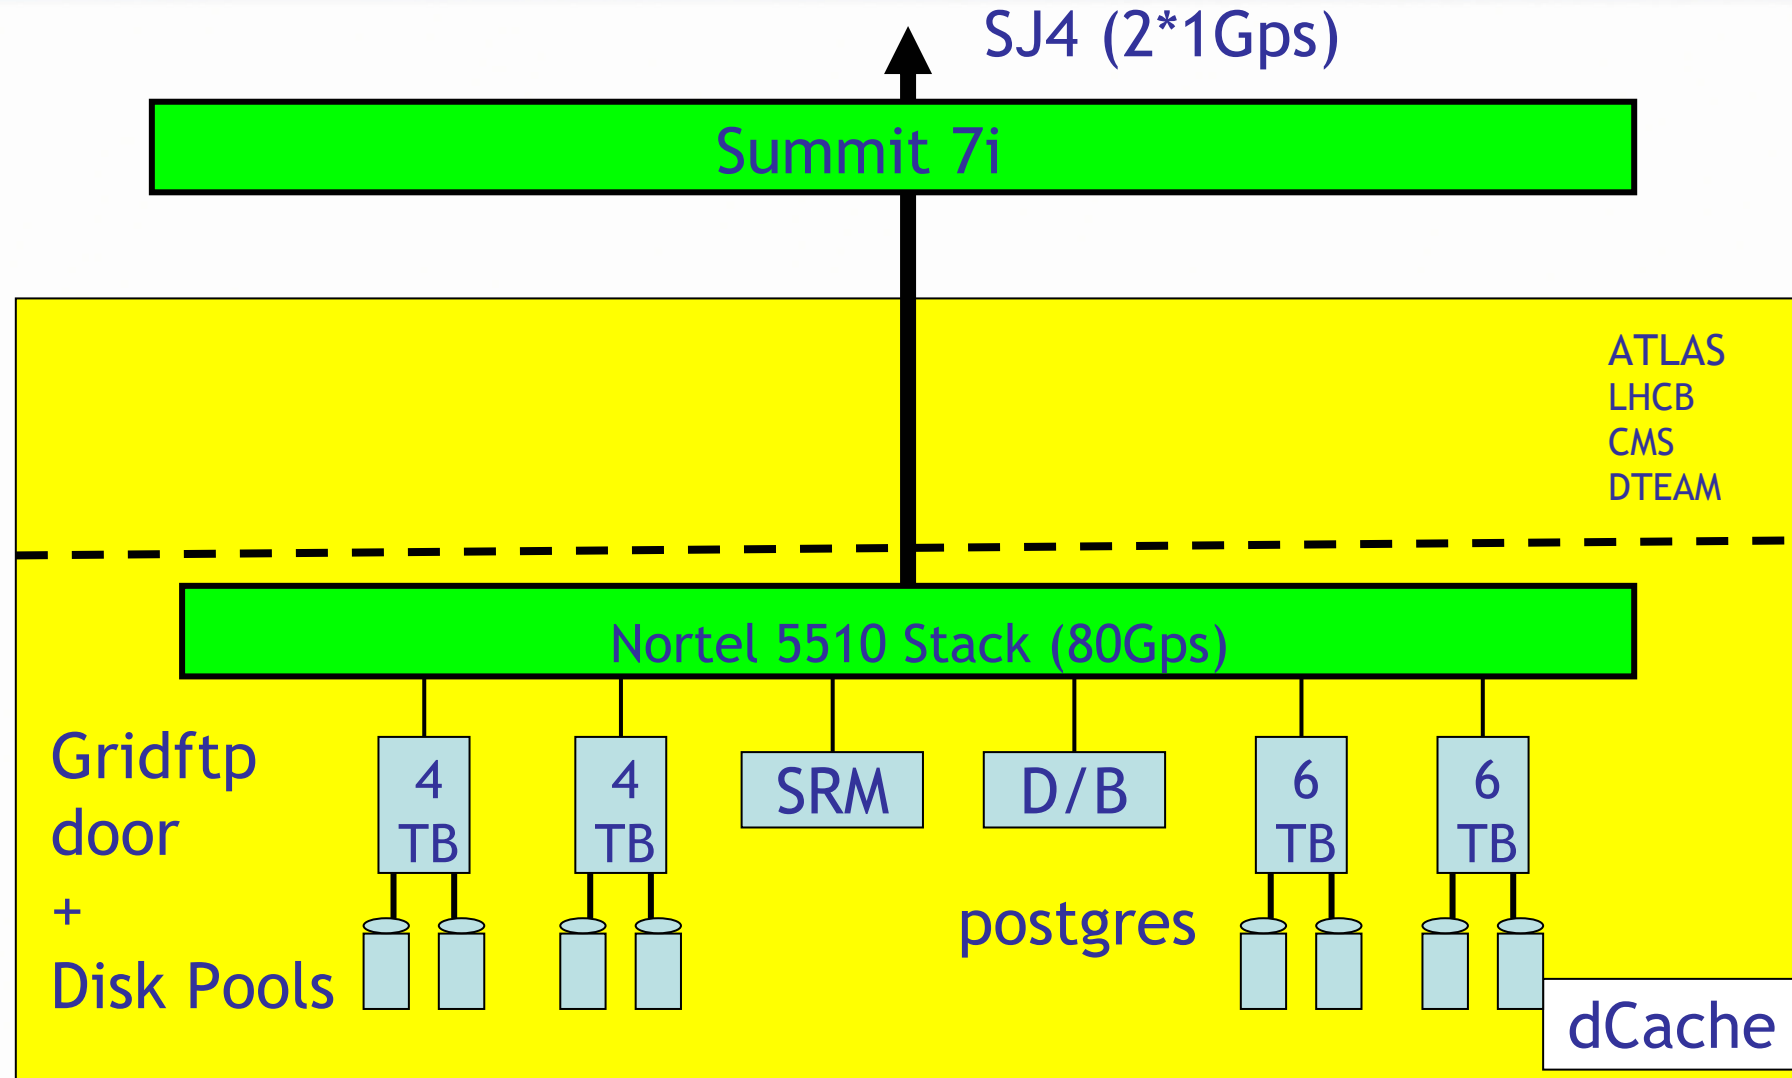 SJ4 (2*1Gps)
Summit 7i
ATLAS
LHCB
CMS
DTEAM
Nortel 5510 Stack (80Gps)
Gridftp
door
+
Disk Pools
4
TB
4
TB
SRM
D/B
6
TB
6
TB
postgres
dCache